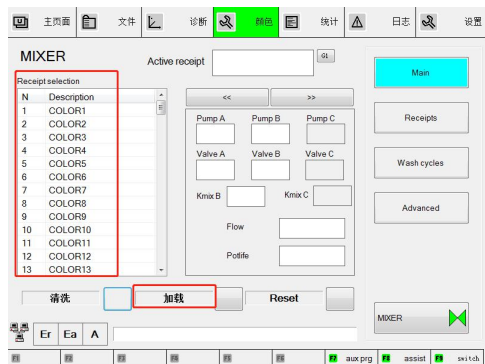 主页面 文件 诊断 颜色 统计 日志 设置
MIXER
Active receipt G1
Receipt selection
N Description
1 COLOR1
2 COLOR2
3 COLOR3
4 COLOR4
5 COLOR5
6 COLOR6
7 COLOR7
8 COLOR8
9 COLOR9
10 COLOR10
11 COLOR11
12 COLOR12
13 COLOR13
<< >>
Pump A Pump B Pump C
Valve A Valve B Valve C
Kmix B Kmix C
Flow
Potlife
Main
Receipts
Wash cycles
Advanced
清洗 加载 Reset
MIXER
Er Ea A
F1 F2 F3 F4 F5 F6 F7 aux prg F8 assist F9 switch